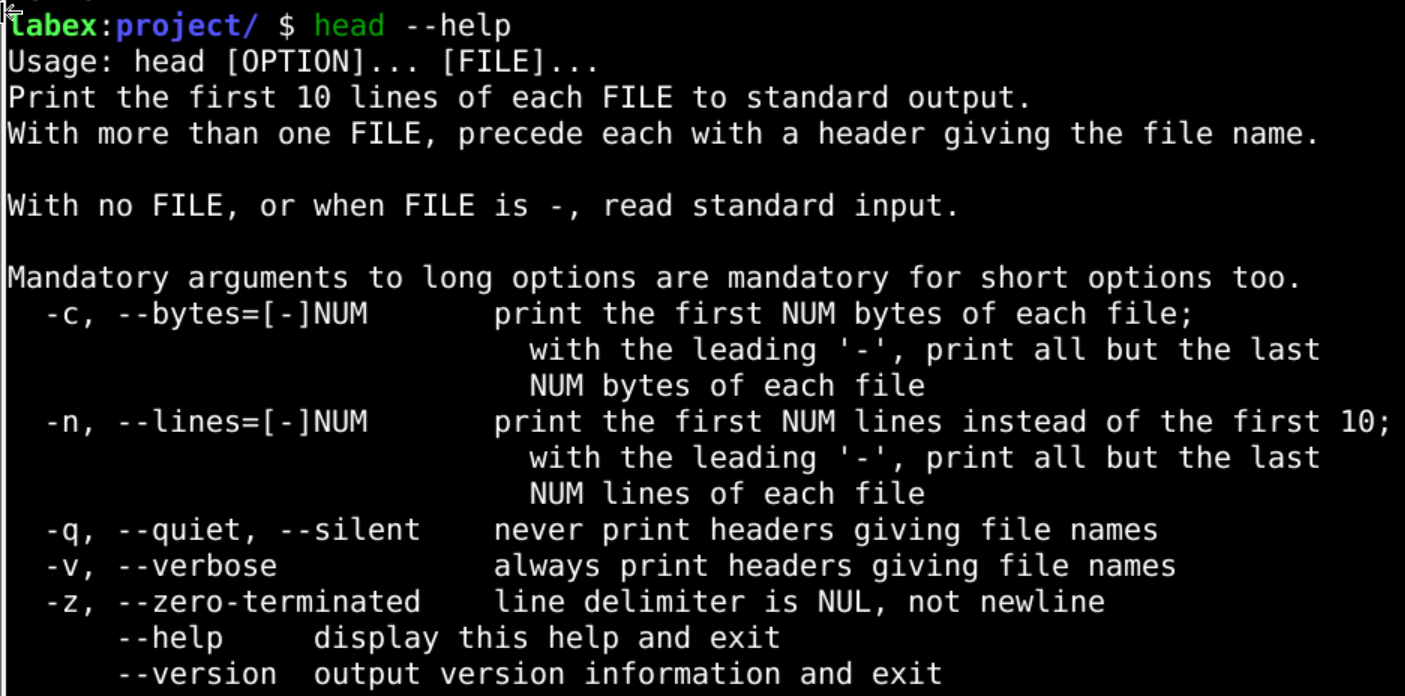 labex:project/ $ head --help
Usage: head [OPTION]... [FILE]...
Print the first 10 lines of each FILE to standard output.
With more than one FILE, precede each with a header giving the file name.

With no FILE, or when FILE is -, read standard input.

Mandatory arguments to long options are mandatory for short options too.
  -c, --bytes=[-]NUM       print the first NUM bytes of each file;
                             with the leading '-', print all but the last
                             NUM bytes of each file
  -n, --lines=[-]NUM       print the first NUM lines instead of the first 10;
                             with the leading '-', print all but the last
                             NUM lines of each file
  -q, --quiet, --silent    never print headers giving file names
  -v, --verbose            always print headers giving file names
  -z, --zero-terminated    line delimiter is NUL, not newline
      --help     display this help and exit
      --version  output version information and exit